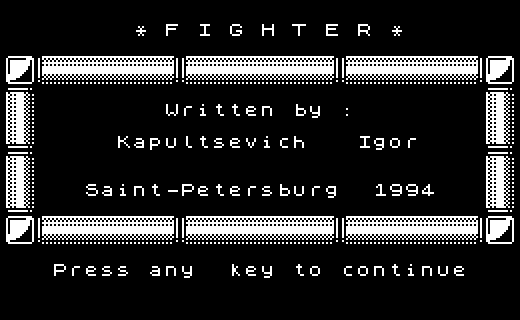 * F I G H T E R *
Written by :
Kapultsevich Igor
Saint-Petersburg 1994
Press any key to continue